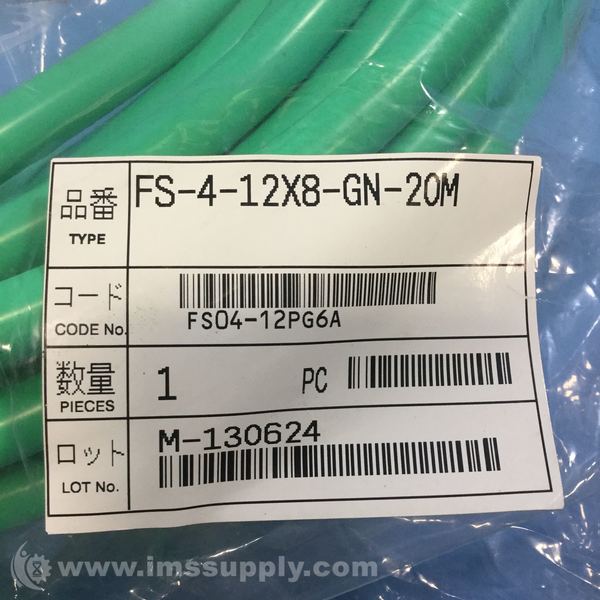 品番 FS-4-12X8-GN-20M
TYPE
コード
CODE No. FS04-12PG6A
数量 1 PC
PIECES
ロット M-130624
LOT No.
© www.imssupply.com